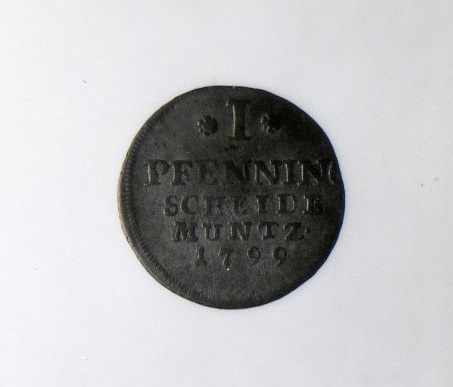 * I *
PFENNING
SCHEIDE
MUNTZ·
1799